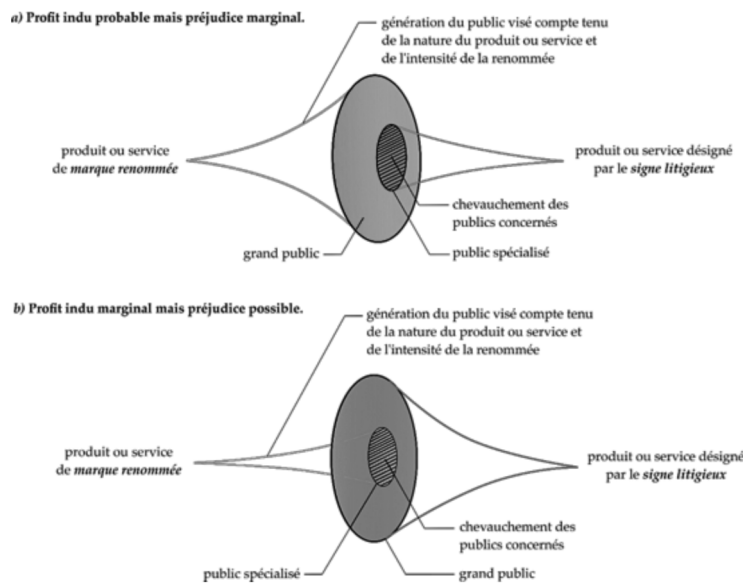 a) Profit indu probable mais préjudice marginal.
génération du public visé compte tenu
de la nature du produit ou service et
de l'intensité de la renommée
produit ou service
de marque renommée
produit ou service désigné
par le signe litigieux
chevauchement des
publics concernés
grand public
public spécialisé
b) Profit indu marginal mais préjudice possible.
génération du public visé compte tenu
de la nature du produit ou service et
de l'intensité de la renommée
produit ou service
de marque renommée
produit ou service désigné
par le signe litigieux
chevauchement des
publics concernés
public spécialisé
grand public